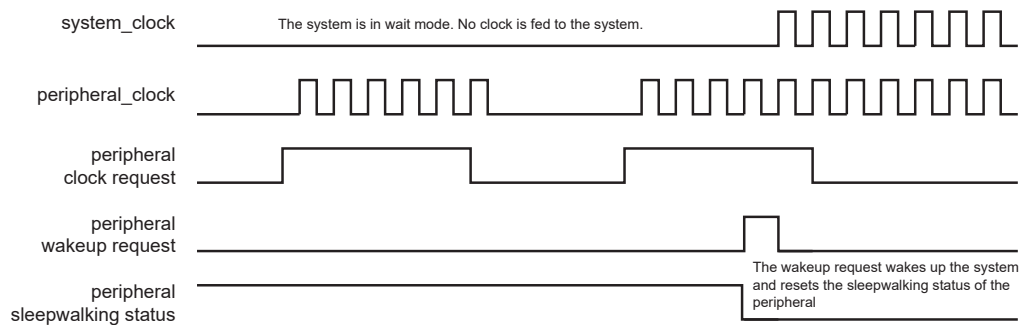 system_clock
The system is in wait mode. No clock is fed to the system.
peripheral_clock
peripheral
clock request
peripheral
wakeup request
The wakeup request wakes up the system
and resets the sleepwalking status of the
peripheral
peripheral
sleepwalking status